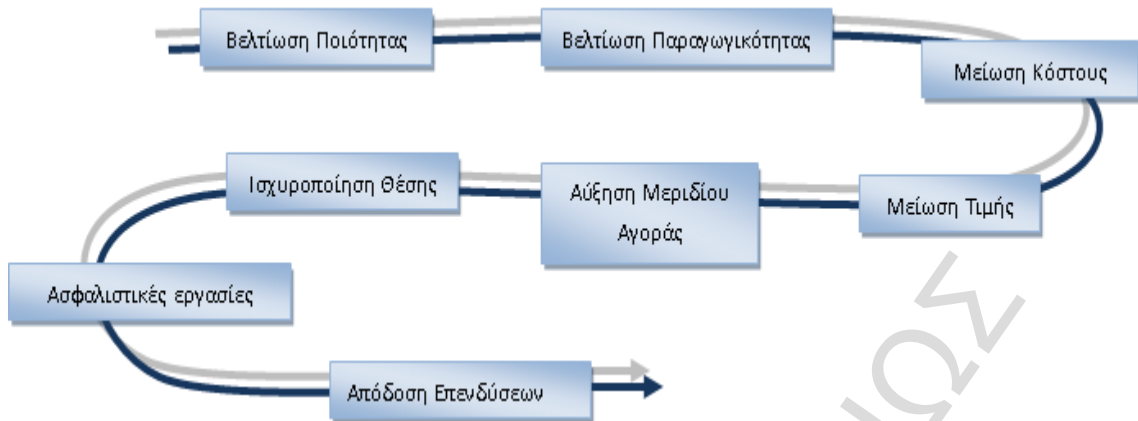 Βελτίωση Ποιότητας
Βελτίωση Παραγωγικότητας
Μείωση Κόστους
Μείωση Τιμής
Αύξηση Μεριδίου
Αγοράς
Ισχυροποίηση Θέσης
Ασφαλιστικές εργασίες
Απόδοση Επενδύσεων